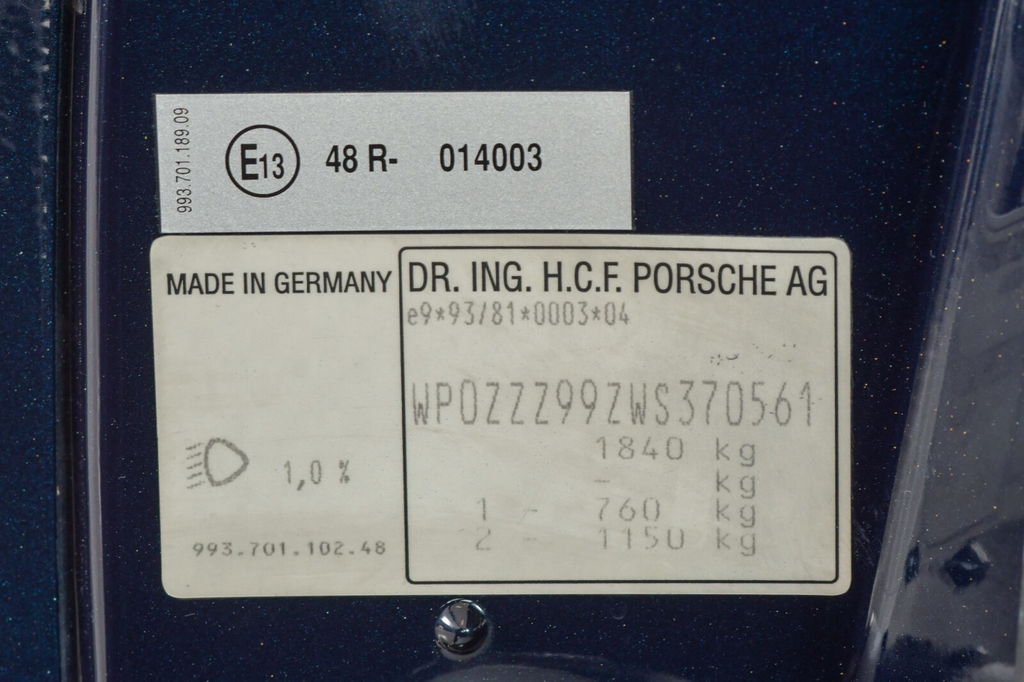 993.701.189.09
E13 48 R- 014003
MADE IN GERMANY
DR. ING. H.C.F. PORSCHE AG
e9*93/81*0003*04
WP0ZZZ99ZWS370561
1840 kg
- kg
1 - 760 kg
2 - 1150 kg
1,0 %
993.701.102.48